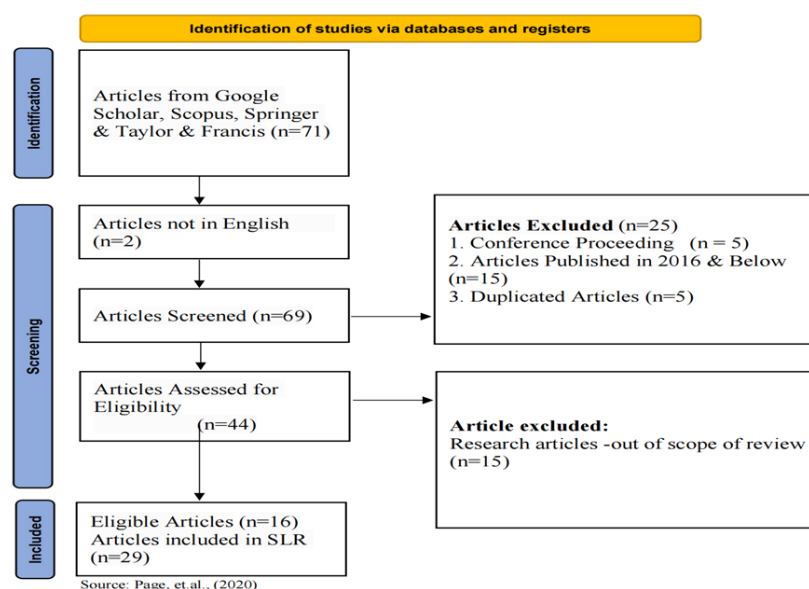 Identification of studies via databases and registers
Identification
Articles from Google
Scholar, Scopus, Springer
& Taylor & Francis (n=71)
Screening
Articles not in English
(n=2)
Articles Screened (n=69)
Articles Excluded (n=25)
1. Conference Proceeding (n = 5)
2. Articles Published in 2016 & Below
(n=15)
3. Duplicated Articles (n=5)
Articles Assessed for
Eligibility
(n=44)
Article excluded:
Research articles -out of scope of review
(n=15)
Included
Eligible Articles (n=16)
Articles included in SLR
(n=29)
Source: Page, et.al., (2020)